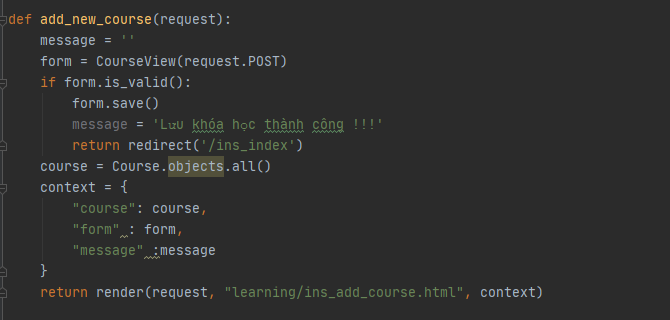 def add_new_course(request):
    message = ''
    form = CourseView(request.POST)
    if form.is_valid():
        form.save()
        message = 'Lưu khóa học thành công !!!'
        return redirect('/ins_index')
    course = Course.objects.all()
    context = {
        "course": course,
        "form" : form,
        "message" :message
    }
    return render(request, "learning/ins_add_course.html", context)